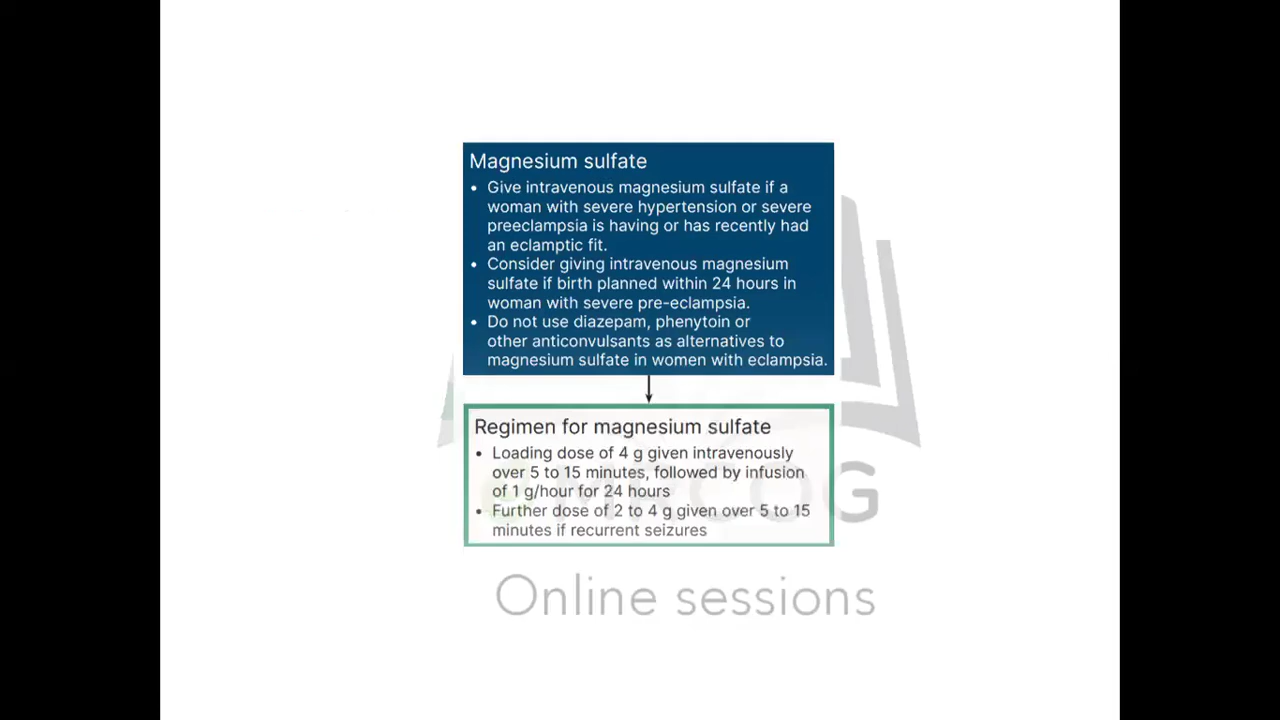 Magnesium sulfate
• Give intravenous magnesium sulfate if a
woman with severe hypertension or severe
preeclampsia is having or has recently had
an eclamptic fit.
• Consider giving intravenous magnesium
sulfate if birth planned within 24 hours in
woman with severe pre-eclampsia.
• Do not use diazepam, phenytoin or
other anticonvulsants as alternatives to
magnesium sulfate in women with eclampsia.
Regimen for magnesium sulfate
• Loading dose of 4 g given intravenously
over 5 to 15 minutes, followed by infusion
of 1 g/hour for 24 hours
• Further dose of 2 to 4 g given over 5 to 15
minutes if recurrent seizures
Online sessions